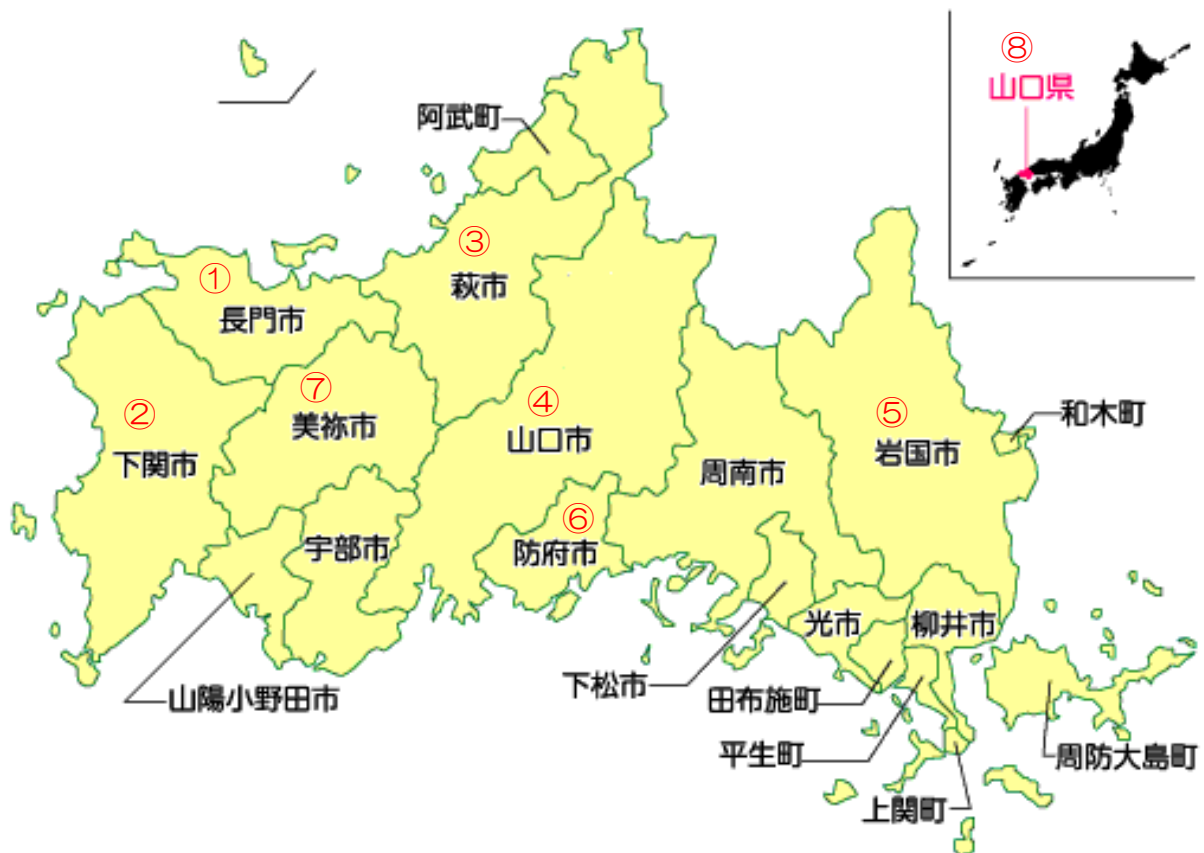 ⑧
山口県
阿武町
③
萩市
①
長門市
⑦
美祢市
②
下関市
④
山口市
⑤
岩国市
和木町
周南市
⑥
防府市
宇部市
光市
柳井市
下松市
田布施町
山陽小野田市
平生町
周防大島町
上関町